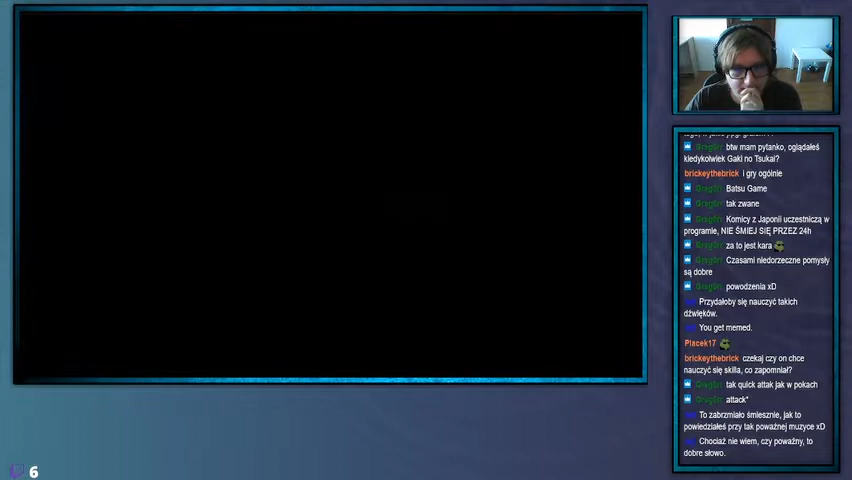 btw mam pytanko, oglądałeś
kiedykolwiek Gaki no Tsukai?
brickeythebrick i gry ogólnie
Batsu Game
tak zwane
Komicy z Japonii uczestniczą w
programie, NIE ŚMIEJ SIĘ PRZEZ 24h
za to jest kara
Czasami niedorzeczne pomysły
są dobre
powodzenia xD
Przydałoby się nauczyć takich
dźwięków.
You get memed.
Placek17
brickeythebrick czekaj czy on chce
nauczyć się skilla, co zapomniał?
tak quick attak jak w pokach
attack*
To zabrzmiało śmiesznie, jak to
powiedziałeś przy tak poważnej muzyce xD
Chociaż nie wiem, czy poważny, to
dobre słowo.
6